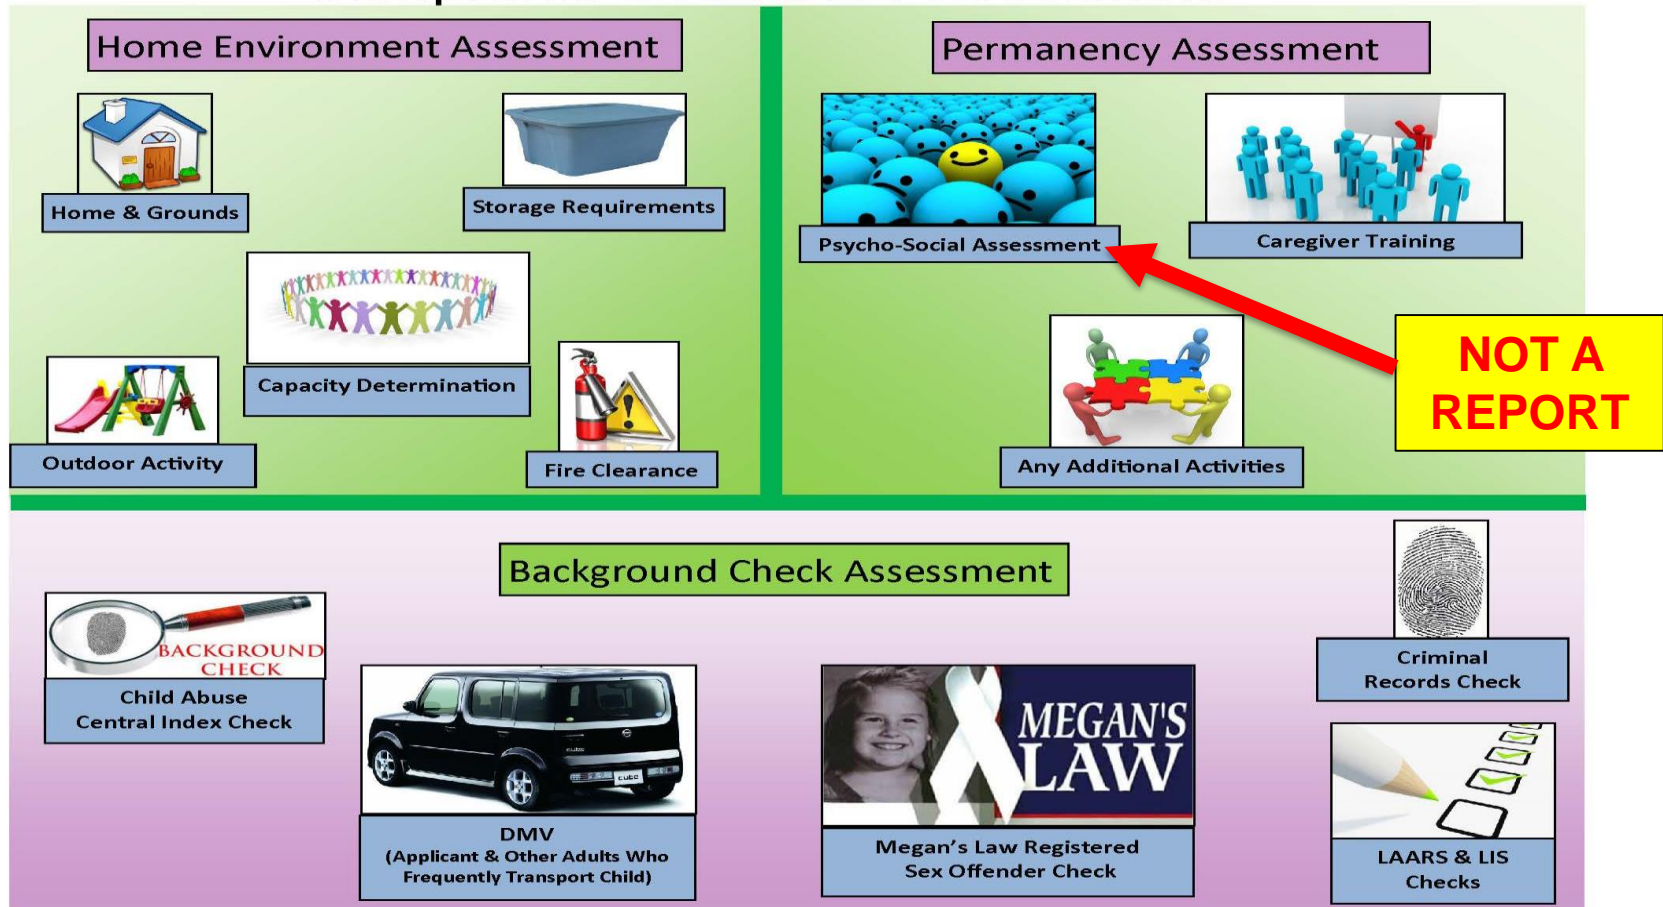 Home Environment Assessment
Home & Grounds
Storage Requirements
Capacity Determination
Outdoor Activity
Fire Clearance
Permanency Assessment
Psycho-Social Assessment
Caregiver Training
Any Additional Activities
NOT A
REPORT
Background Check Assessment
BACKGROUND
CHECK
Child Abuse
Central Index Check
cube
DMV
(Applicant & Other Adults Who
Frequently Transport Child)
MEGAN'S
LAW
Megan's Law Registered
Sex Offender Check
Criminal
Records Check
LAARS & LIS
Checks